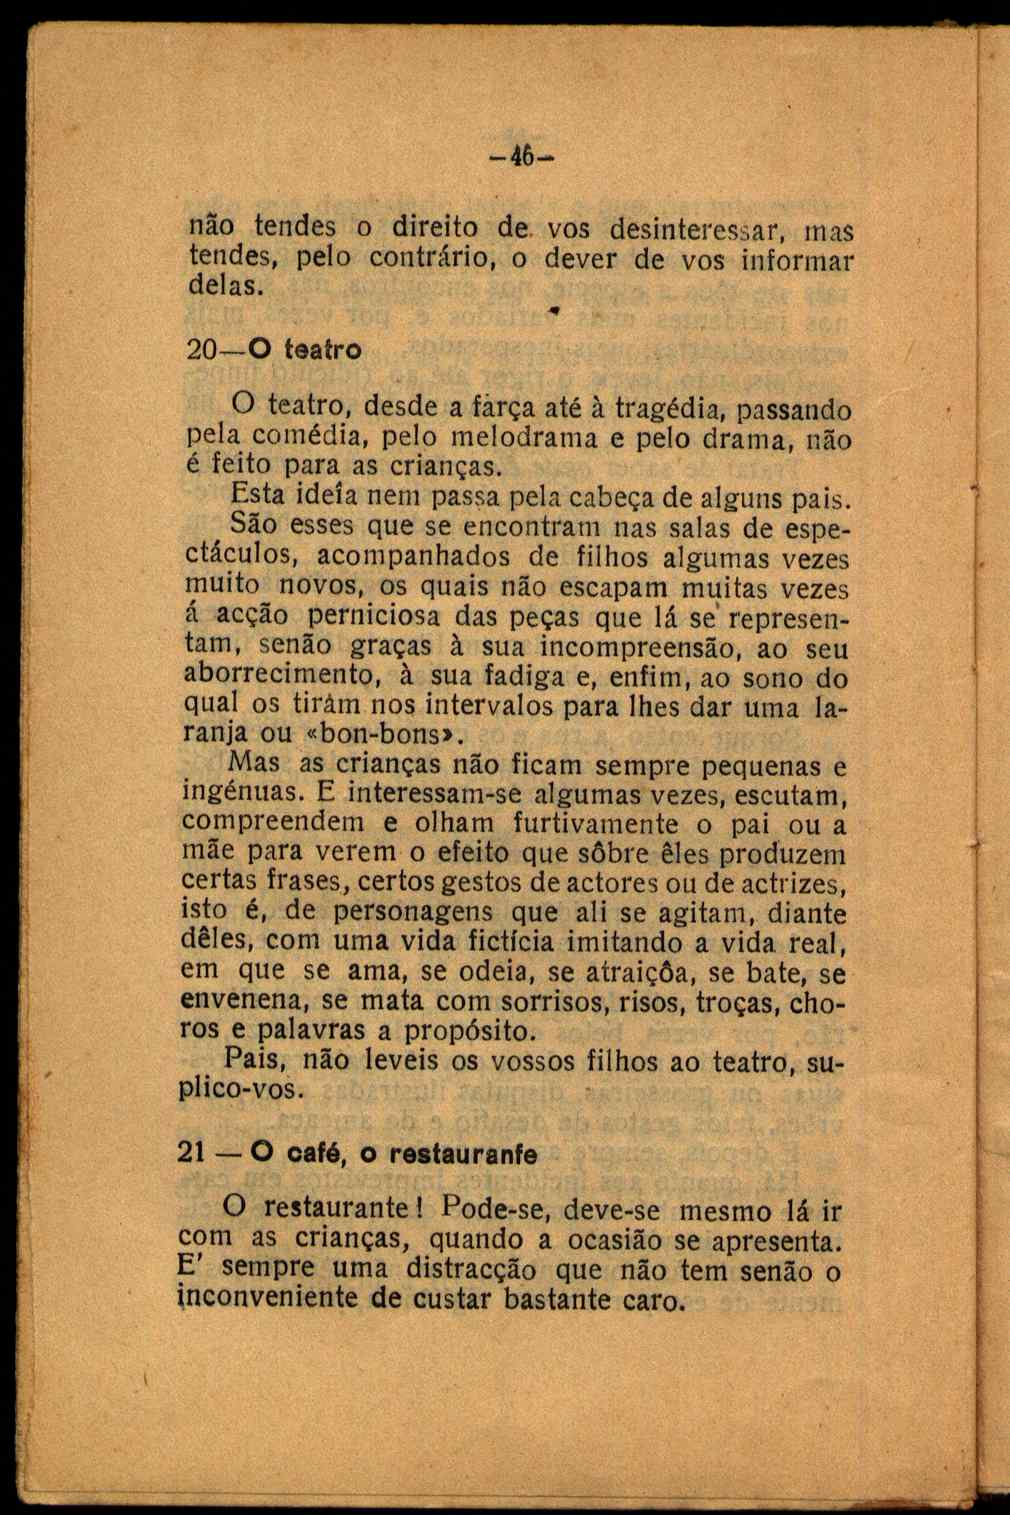 —46—
não tendes o direito de vos desinteressar, mas
tendes, pelo contrário, o dever de vos informar
delas.
20—O teatro
O teatro, desde a farça até à tragédia, passando
pela comédia, pelo melodrama e pelo drama, não
é feito para as crianças.
Esta ideia nem passa pela cabeça de alguns pais.
São esses que se encontram nas salas de espe-
ctáculos, acompanhados de filhos algumas vezes
muito novos, os quais não escapam muitas vezes
á acção perniciosa das peças que lá se represen-
tam, senão graças à sua incompreensão, ao seu
aborrecimento, à sua fadiga e, enfim, ao sono do
qual os tiram nos intervalos para lhes dar uma la-
ranja ou «bon-bons».
Mas as crianças não ficam sempre pequenas e
ingénuas. E interessam-se algumas vezes, escutam,
compreendem e olham furtivamente o pai ou a
mãe para verem o efeito que sôbre êles produzem
certas frases, certos gestos de actores ou de actrizes,
isto é, de personagens que ali se agitam, diante
dêles, com uma vida fictícia imitando a vida real,
em que se ama, se odeia, se atraiçôa, se bate, se
envenena, se mata com sorrisos, risos, troças, cho-
ros e palavras a propósito.
Pais, não leveis os vossos filhos ao teatro, su-
plico-vos.
21 — O café, o restaurante
O restaurante! Pode-se, deve-se mesmo lá ir
com as crianças, quando a ocasião se apresenta.
E' sempre uma distracção que não tem senão o
inconveniente de custar bastante caro.